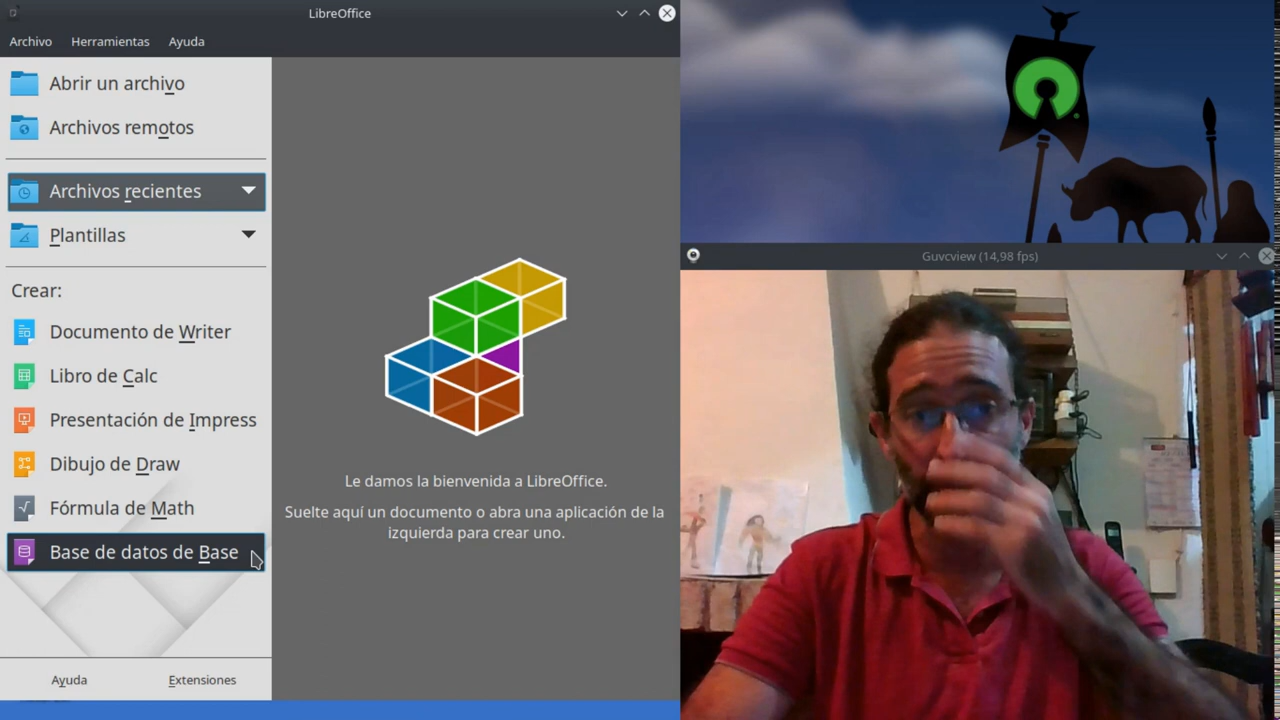 LibreOffice
Archivo Herramientas Ayuda
Abrir un archivo
Archivos remotos
Archivos recientes
Plantillas
Crear:
Documento de Writer
Libro de Calc
Presentación de Impress
Dibujo de Draw
Fórmula de Math
Base de datos de Base
Ayuda Extensiones
Le damos la bienvenida a LibreOffice.
Suelte aquí un documento o abra una aplicación de la
izquierda para crear uno.
Guvcview (14,98 fps)